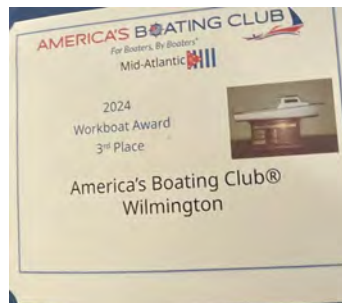 AMERICA'S BOATING CLUB
For Boaters, By Boaters®
Mid-Atlantic
2024
Workboat Award
3rd Place
America's Boating Club®
Wilmington